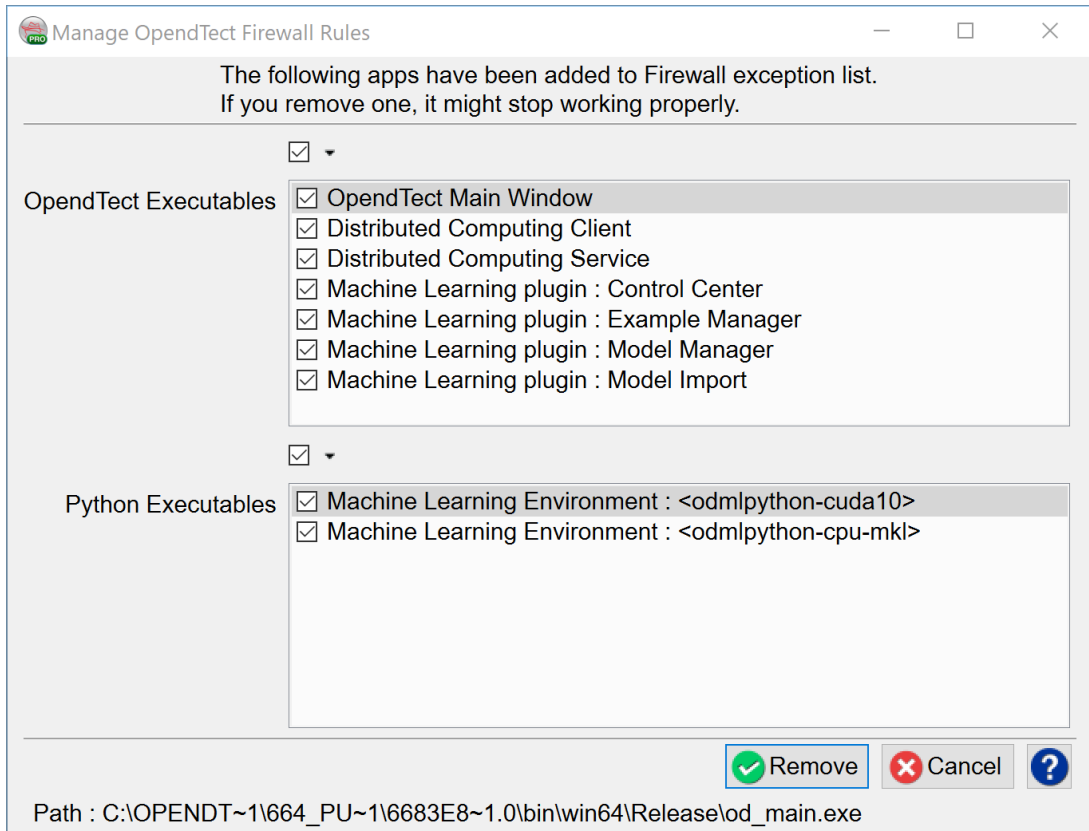 PRO Manage OpendTect Firewall Rules
The following apps have been added to Firewall exception list.
If you remove one, it might stop working properly.
OpendTect Executables
OpendTect Main Window
Distributed Computing Client
Distributed Computing Service
Machine Learning plugin : Control Center
Machine Learning plugin : Example Manager
Machine Learning plugin : Model Manager
Machine Learning plugin : Model Import
Python Executables
Machine Learning Environment : <odmlpython-cuda10>
Machine Learning Environment : <odmlpython-cpu-mkl>
Remove Cancel ?
Path : C:\OPENDT~1\664_PU~1\6683E8~1.0\bin\win64\Release\od_main.exe